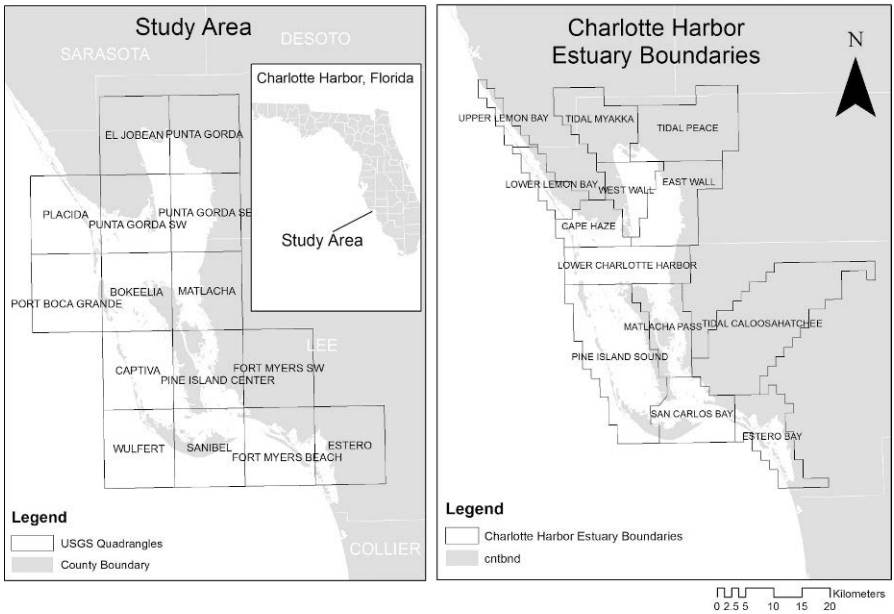 Study Area
SARASOTA
DESOTO
Charlotte Harbor, Florida
Study Area
EL JOBEAN
PUNTA GORDA
PLACIDA
PUNTA GORDA SW
PUNTA GORDA SE
PORT BOCA GRANDE
BOKEELIA
MATLACHA
LEE
CAPTIVA
PINE ISLAND CENTER
FORT MYERS SW
WULFERT
SANIBEL
FORT MYERS BEACH
ESTERO
Legend
USGS Quadrangles
County Boundary
COLLIER
Charlotte Harbor
Estuary Boundaries
N
UPPER LEMON BAY
TIDAL MYAKKA
TIDAL PEACE
LOWER LEMON BAY
WEST WALL
EAST WALL
CAPE HAZE
LOWER CHARLOTTE HARBOR
MATLACHA PASS
TIDAL CALOOSAHATCHEE
PINE ISLAND SOUND
SAN CARLOS BAY
ESTERO BAY
Legend
Charlotte Harbor Estuary Boundaries
cntbnd
Kilometers
0 2.5 5 10 15 20